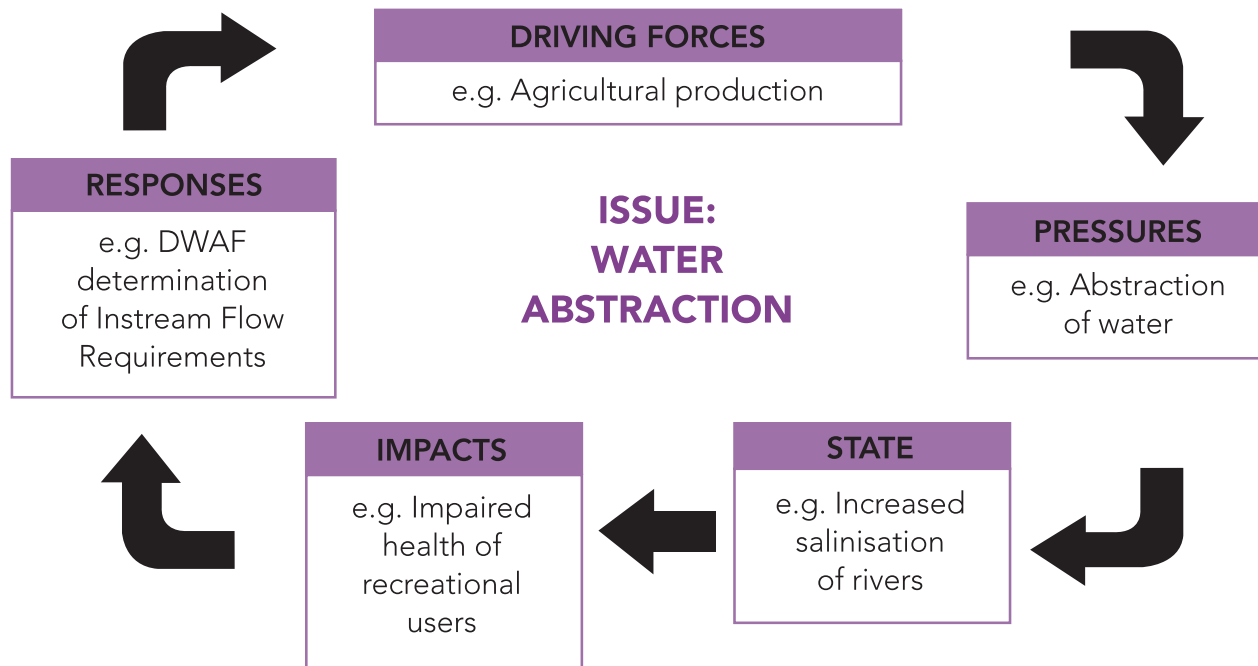 DRIVING FORCES
e.g. Agricultural production
RESPONSES
e.g. DWAF
determination
of Instream Flow
Requirements
ISSUE:
WATER
ABSTRACTION
PRESSURES
e.g. Abstraction
of water
IMPACTS
e.g. Impaired
health of
recreational
users
STATE
e.g. Increased
salinisation
of rivers